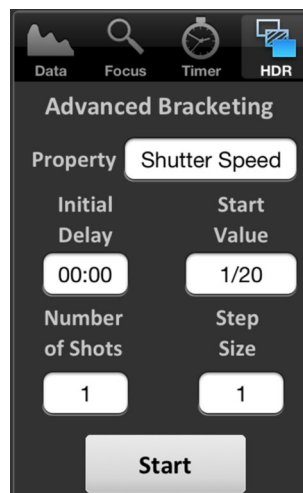 Data Focus Timer HDR
Advanced Bracketing
Property Shutter Speed
Initial Delay
Start Value
00:00 1/20
Number of Shots
Step Size
1 1
Start